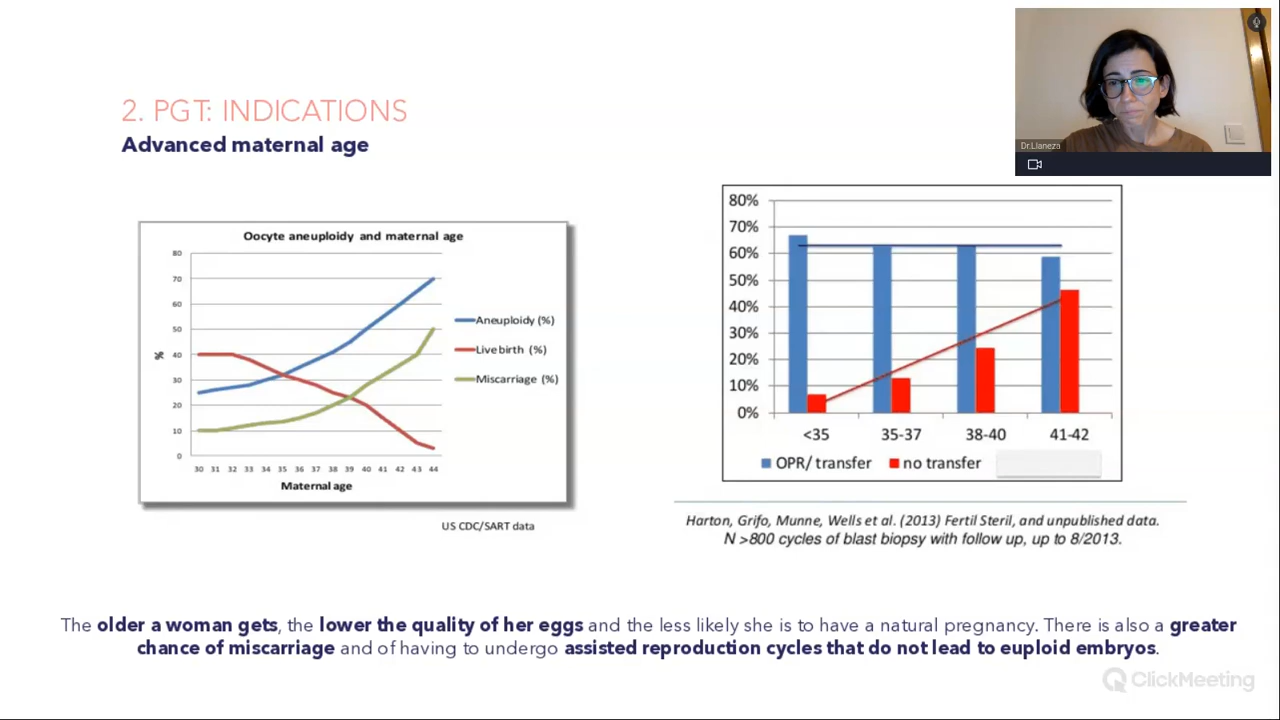 2. PGT: INDICATIONS
Advanced maternal age
Dr.Llaneza
Oocyte aneuploidy and maternal age
80
70
60
50
40
30
20
10
0
%
30 31 32 33 34 35 36 37 38 39 40 41 42 43 44
Maternal age
Aneuploidy (%)
Live birth (%)
Miscarriage (%)
US CDC/SART data
80%
70%
60%
50%
40%
30%
20%
10%
0%
<35 35-37 38-40 41-42
OPR/ transfer no transfer
Harton, Grifo, Munne, Wells et al. (2013) Fertil Steril, and unpublished data.
N >800 cycles of blast biopsy with follow up, up to 8/2013.
The older a woman gets, the lower the quality of her eggs and the less likely she is to have a natural pregnancy. There is also a greater
chance of miscarriage and of having to undergo assisted reproduction cycles that do not lead to euploid embryos.
ClickMeeting